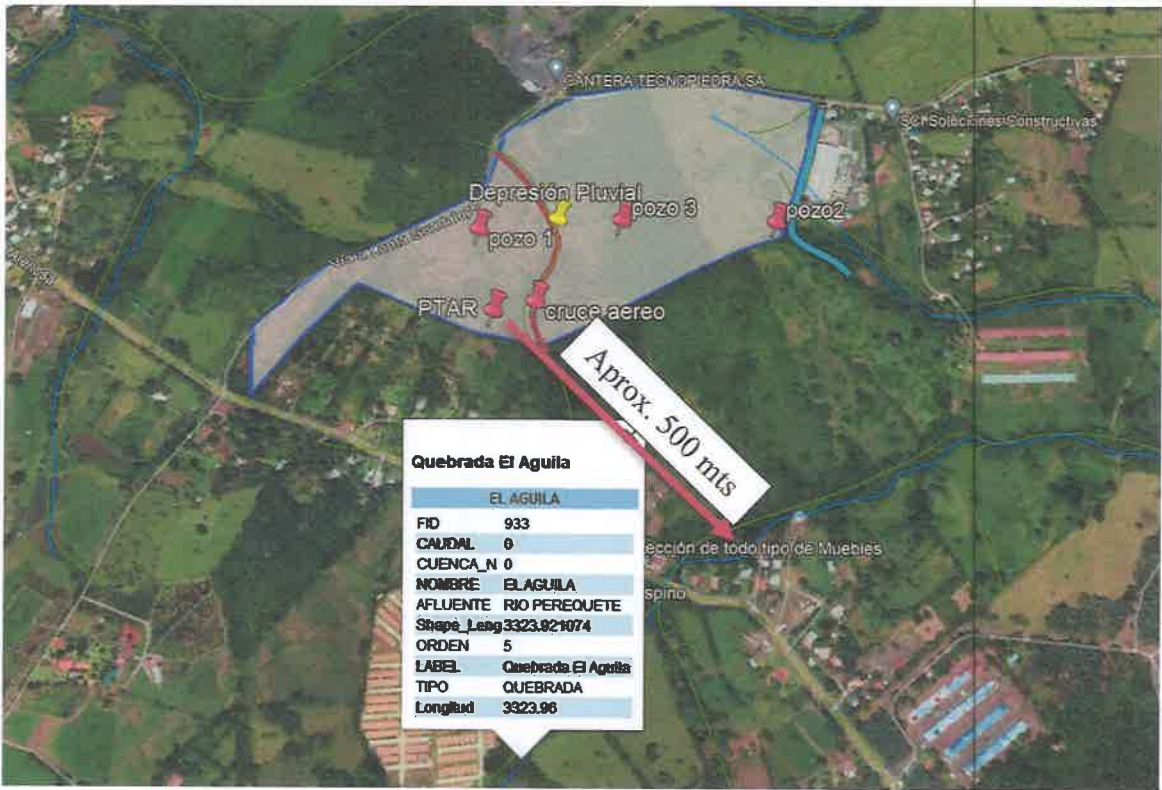 CANTERA TECNOPIEDRA SA
SCI Soluciones Constructivas
Depresión Pluvial
pozo 1
pozo 3
pozo2
PTAR
cruce aereo
Aprox. 500 mts
Quebrada El Aguila
EL AGUILA
FID 933
CAUDAL 0
CUENCA_N 0
NOMBRE EL AGUILA
AFLUENTE RIO PEREQUETE
Shape_Leng 3323.921074
ORDEN 5
LABEL Quebrada El Aguila
TIPO QUEBRADA
Longitud 3323.96
ección de todo tipo de Muebles
spino